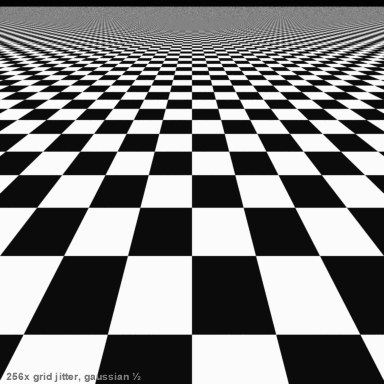 256x grid jitter, gaussian ½